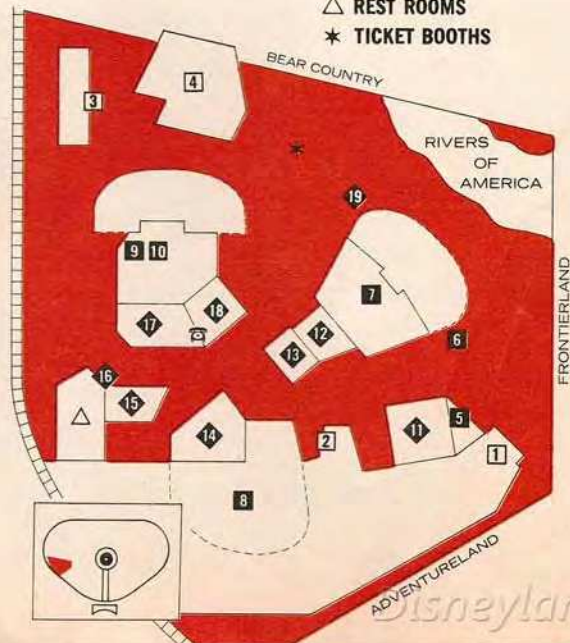 △ REST ROOMS
✶ TICKET BOOTHS
BEAR COUNTRY
3
4
RIVERS
OF
AMERICA
19
9 10
7
FRONTIERLAND
17
18
12
13
6
16
15
14
2
11
5
1
8
ADVENTURELAND